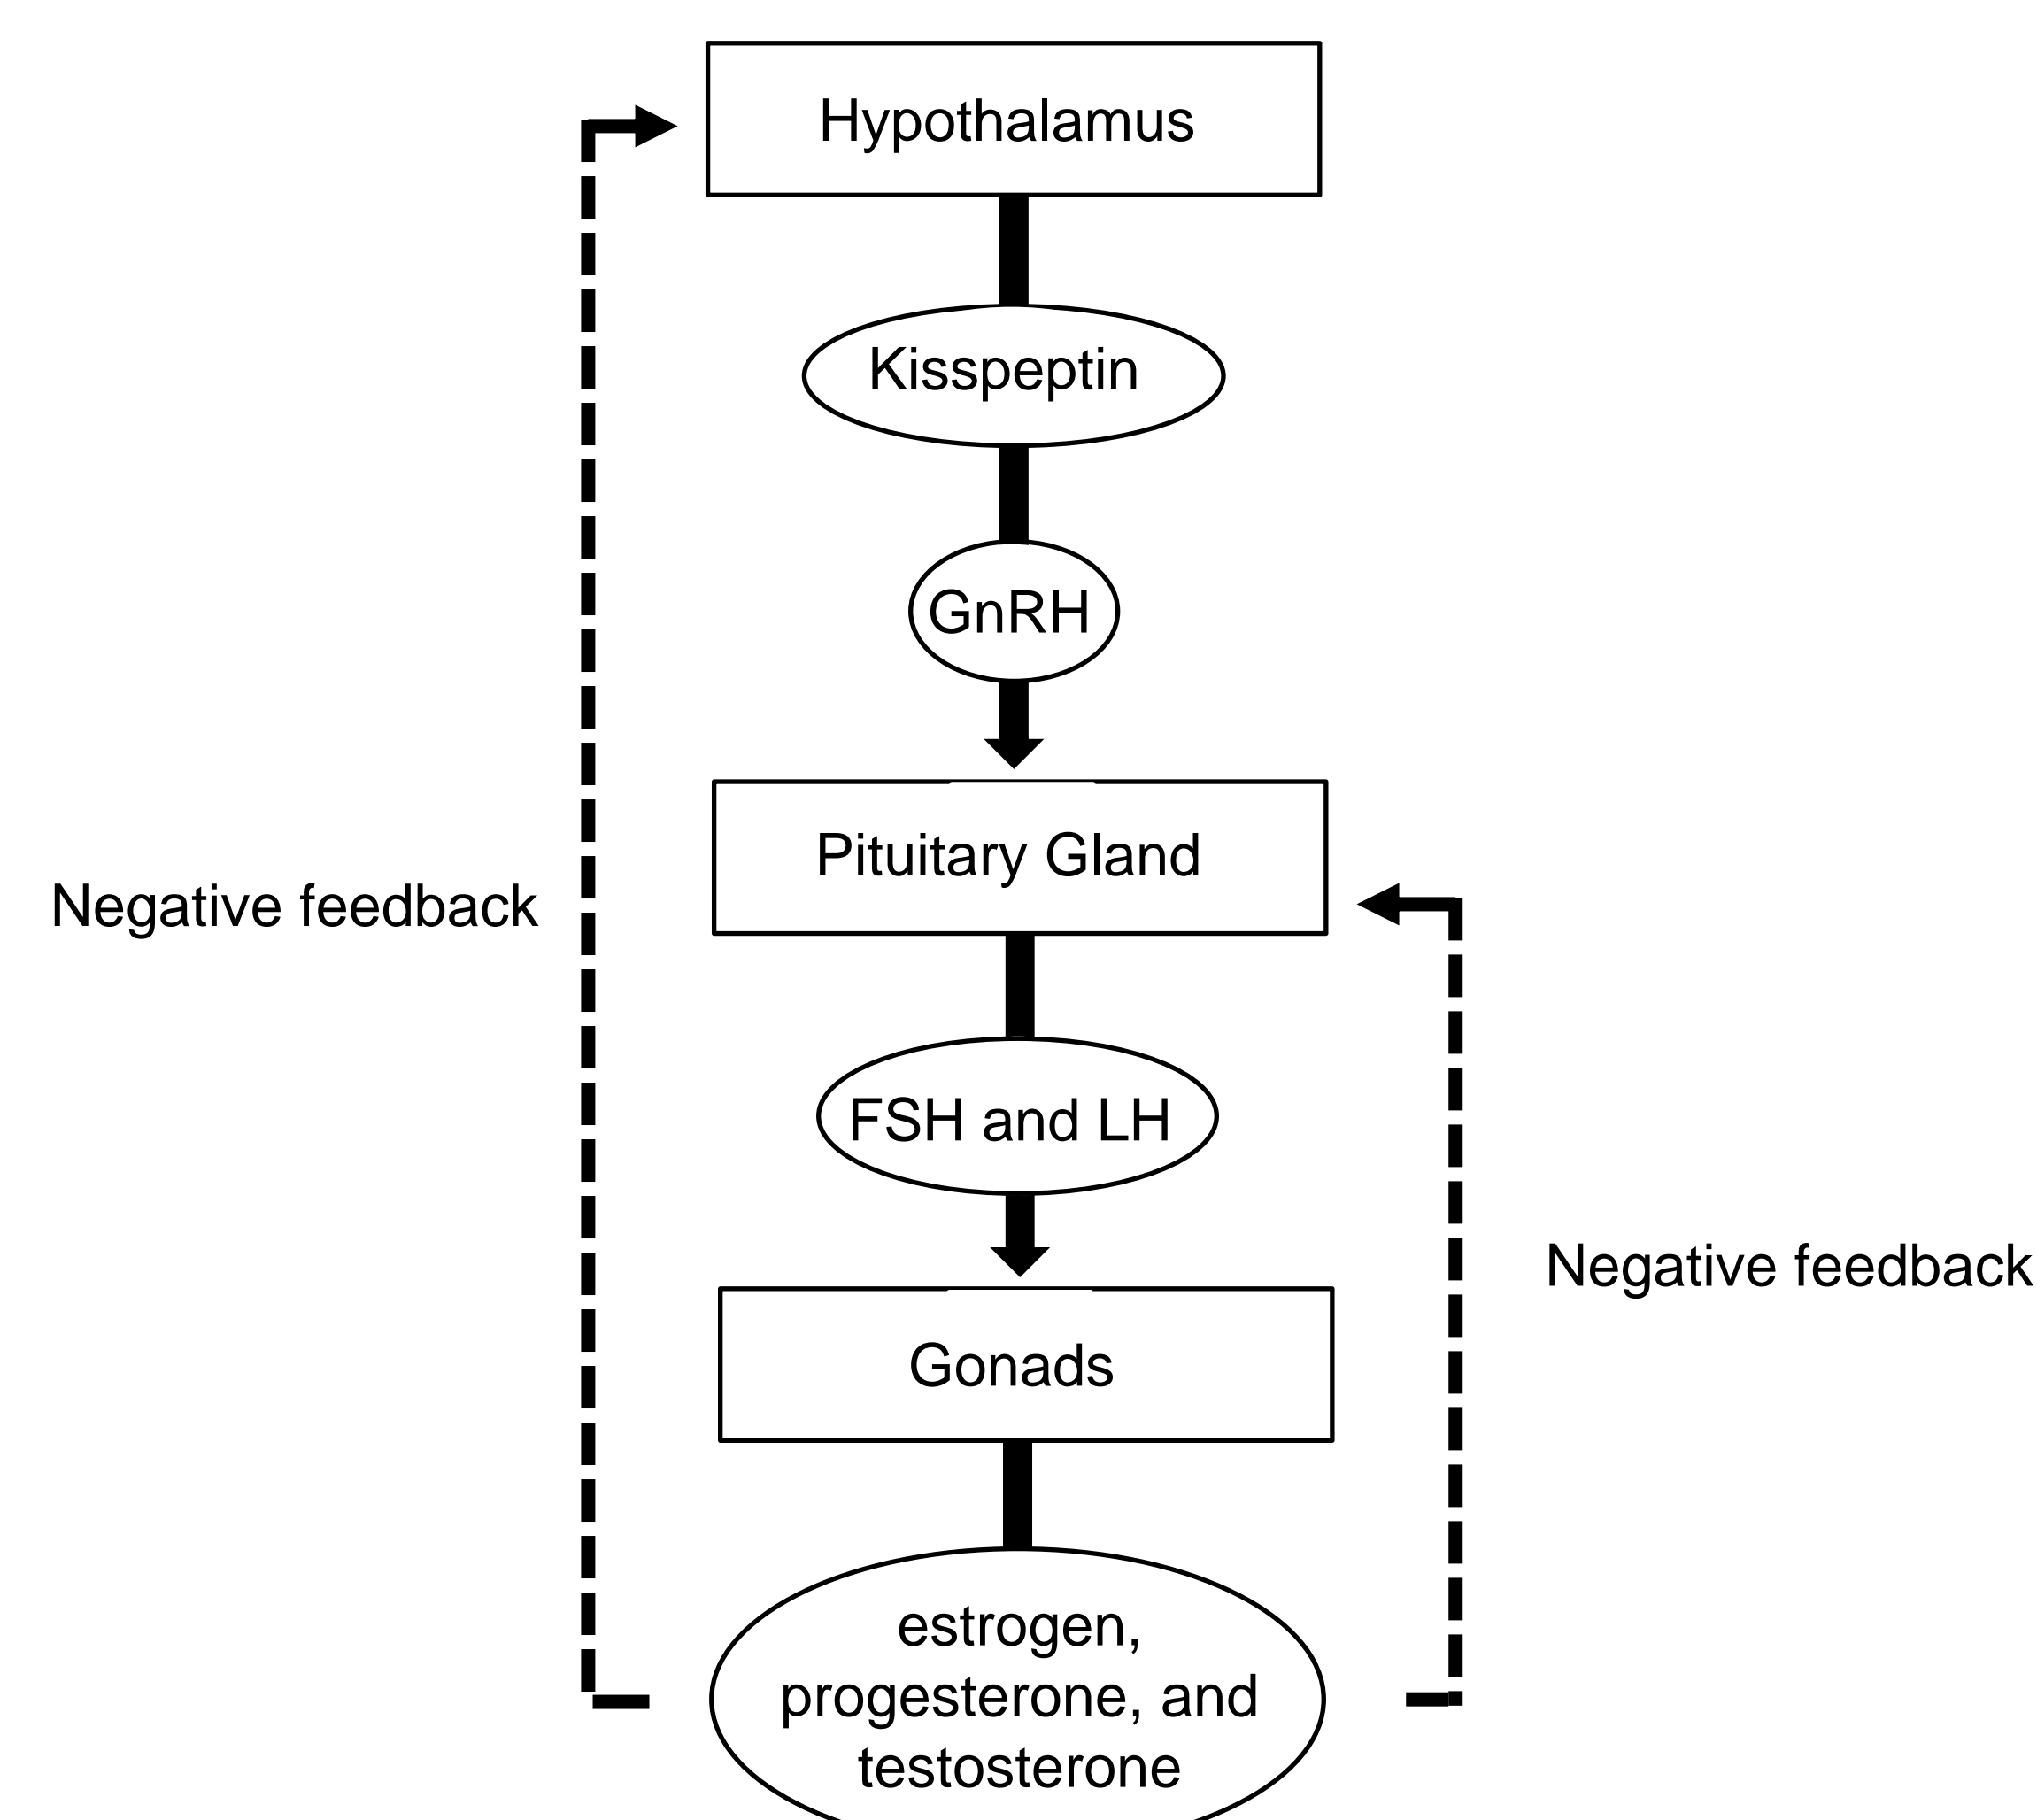 Hypothalamus
Kisspeptin
GnRH
Pituitary Gland
Negative feedback
FSH and LH
Negative feedback
Gonads
estrogen,
progesterone, and
testosterone